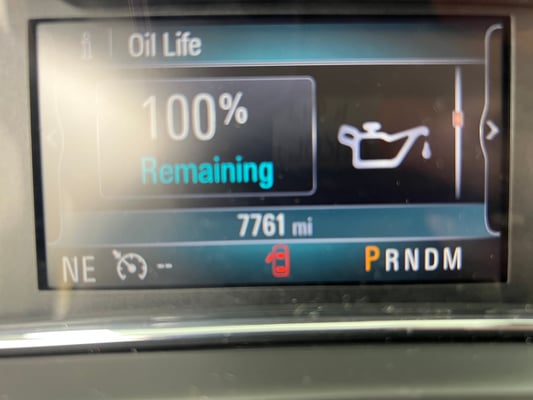 Oil Life
100%
Remaining
7761 mi
NE -- PRNDM